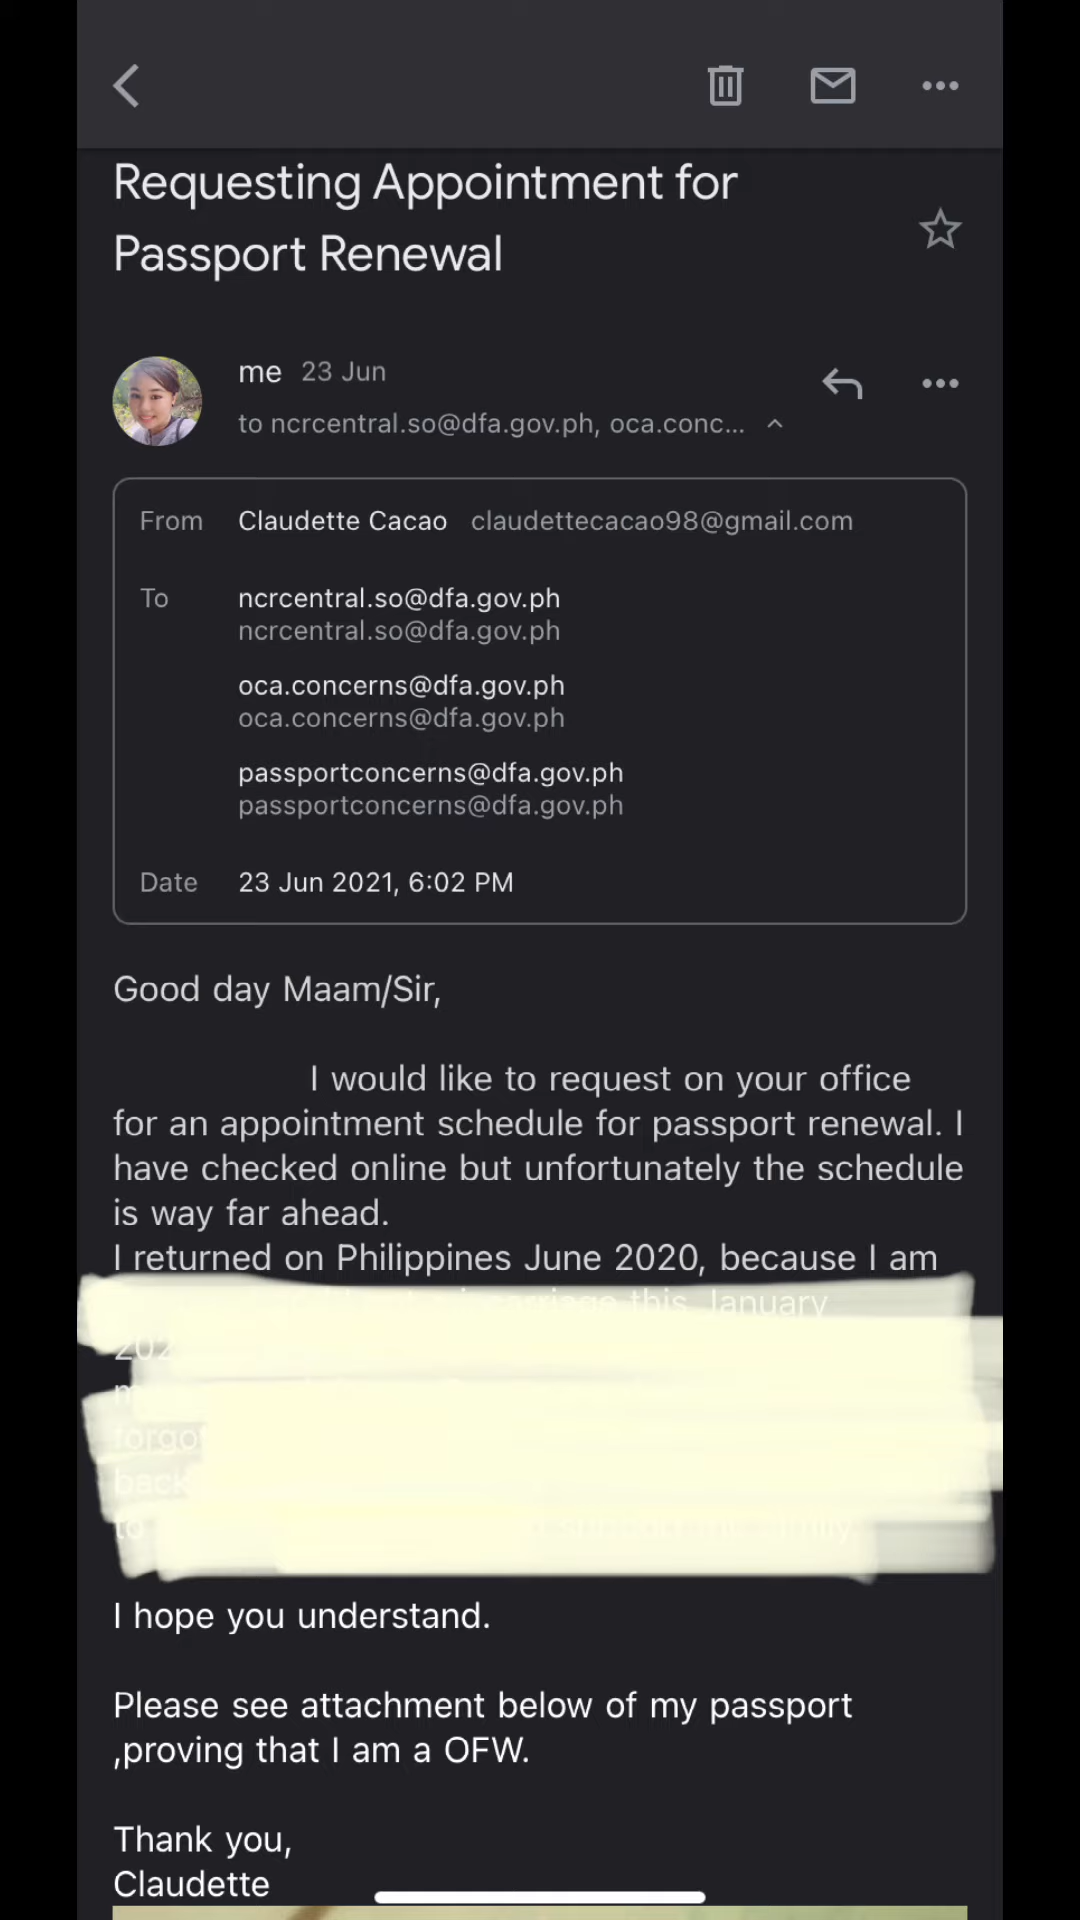 Requesting Appointment for
Passport Renewal
me 23 Jun
to ncrcentral.so@dfa.gov.ph, oca.conc...
From Claudette Cacao claudettecacao98@gmail.com
To ncrcentral.so@dfa.gov.ph
ncrcentral.so@dfa.gov.ph
oca.concerns@dfa.gov.ph
oca.concerns@dfa.gov.ph
passportconcerns@dfa.gov.ph
passportconcerns@dfa.gov.ph
Date 23 Jun 2021, 6:02 PM
Good day Maam/Sir,
I would like to request on your office
for an appointment schedule for passport renewal. I
have checked online but unfortunately the schedule
is way far ahead.
I returned on Philippines June 2020, because I am
this January
back
to
I hope you understand.
Please see attachment below of my passport
,proving that I am a OFW.
Thank you,
Claudette